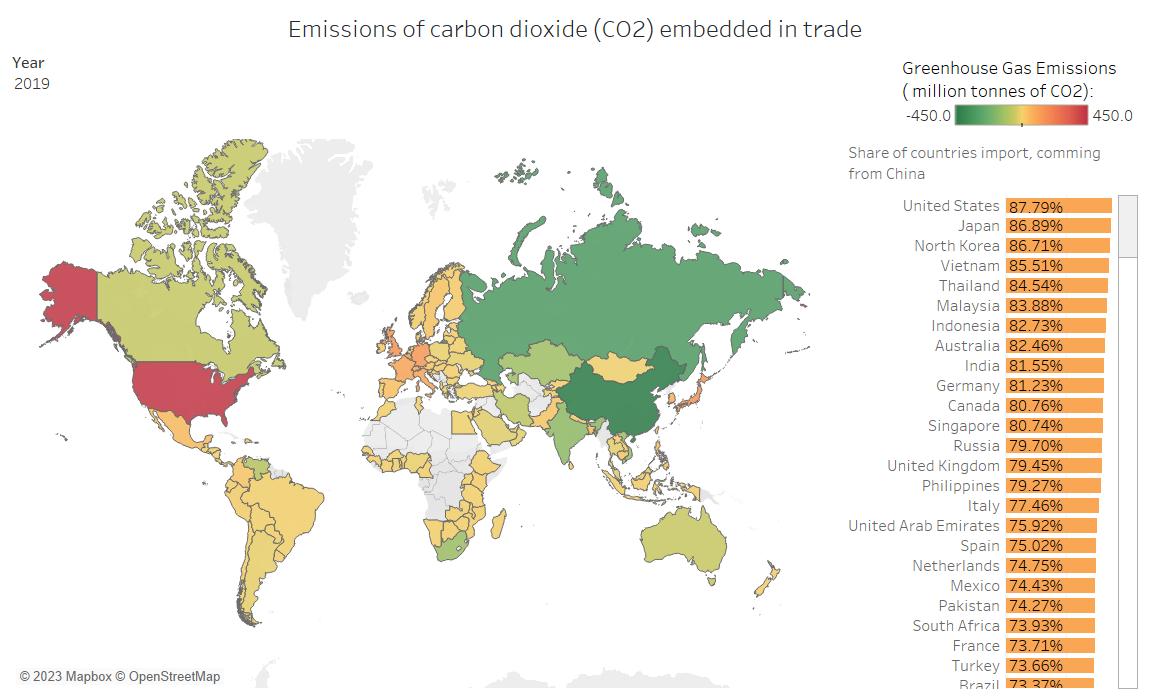 Emissions of carbon dioxide (CO2) embedded in trade
Year
2019
Greenhouse Gas Emissions
( million tonnes of CO2):
-450.0 450.0
Share of countries import, comming
from China
United States 87.79%
Japan 86.89%
North Korea 86.71%
Vietnam 85.51%
Thailand 84.54%
Malaysia 83.88%
Indonesia 82.73%
Australia 82.46%
India 81.55%
Germany 81.23%
Canada 80.76%
Singapore 80.74%
Russia 79.70%
United Kingdom 79.45%
Philippines 79.27%
Italy 77.46%
United Arab Emirates 75.92%
Spain 75.02%
Netherlands 74.75%
Mexico 74.43%
Pakistan 74.27%
South Africa 73.93%
France 73.71%
Turkey 73.66%
Brazil 73.37%
© 2023 Mapbox © OpenStreetMap